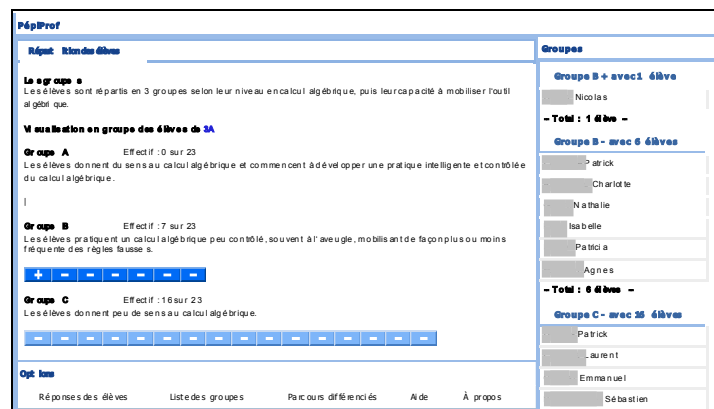 PépiProf
Répartition des élèves
Les groupes
Les élèves sont répartis en 3 groupes selon leur niveau en calcul algébrique, puis leur capacité à mobiliser l'outil
algébrique.
Visualisation en groupe des élèves de 3A
Groupe A Effectif : 0 sur 23
Les élèves donnent du sens au calcul algébrique et commencent à développer une pratique intelligente et contrôlée
du calcul algébrique.
Groupe B Effectif : 7 sur 23
Les élèves pratiquent un calcul algébrique peu contrôlé, souvent à l'aveugle, mobilisant de façon plus ou moins
fréquente des règles fausses.
+ - - - - - -
Groupe C Effectif : 16 sur 23
Les élèves donnent peu de sens au calcul algébrique.
- - - - - - - - - - - - - - -
Options
Réponses des élèves Liste des groupes Parcours différenciés Aide À propos
Groupes
Groupe B + avec 1 élève
Nicolas
- Total : 1 élève -
Groupe B - avec 6 élèves
Patrick
Charlotte
Nathalie
Isabelle
Patricia
Agnes
- Total : 6 élèves -
Groupe C - avec 16 élèves
Patrick
Laurent
Emmanuel
Sébastien